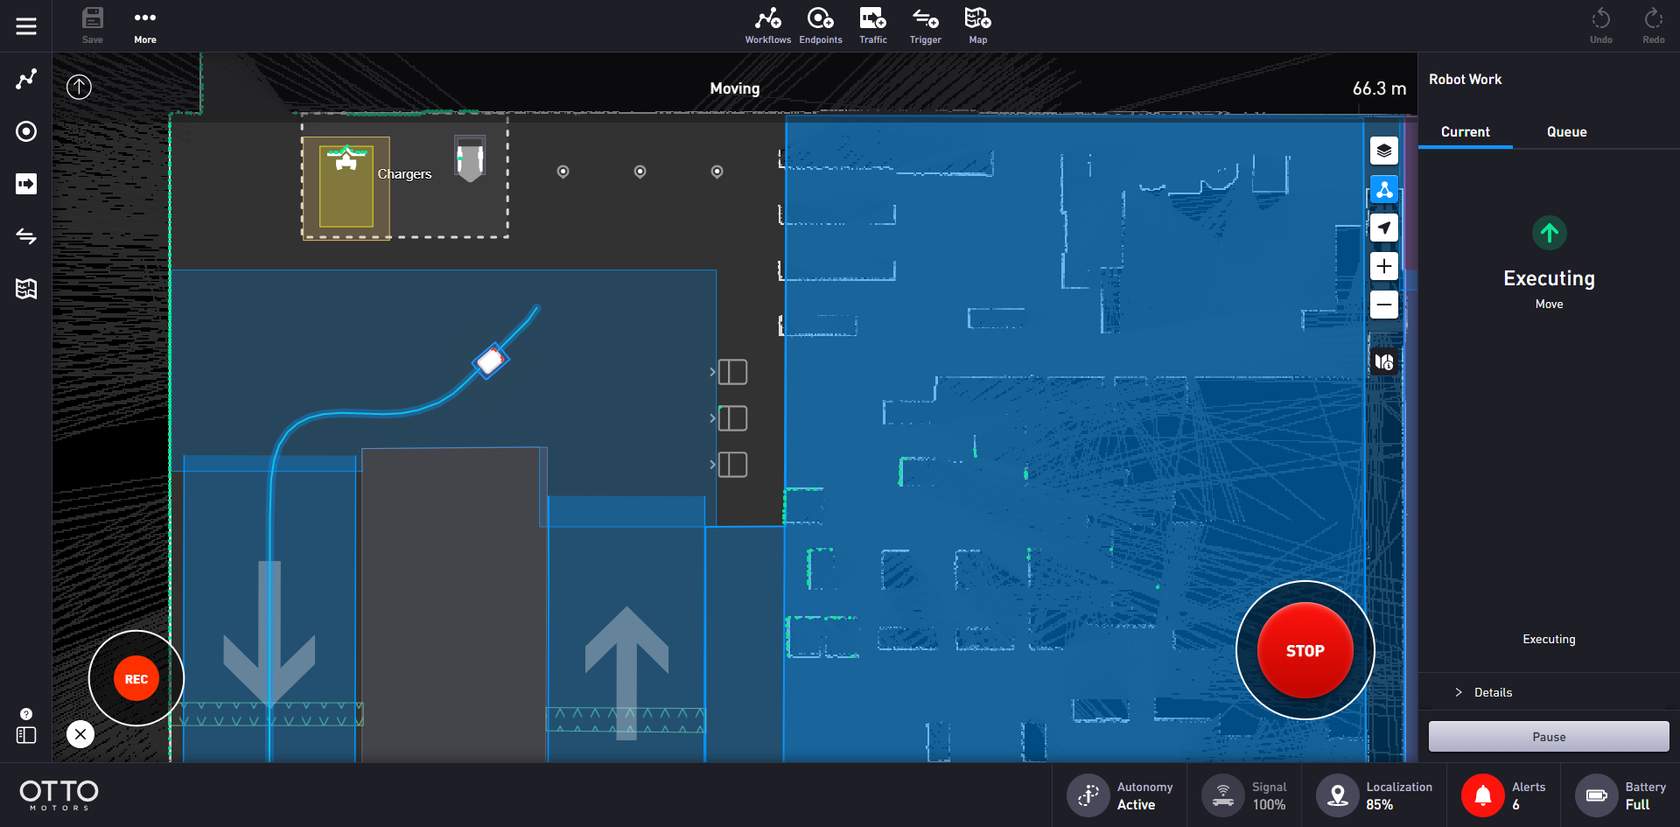 Save
More
Workflows
Endpoints
Traffic
Trigger
Map
Undo
Redo
Moving
66.3 m
Robot Work
Current
Queue
Chargers
Executing
Move
STOP
REC
Executing
Details
Pause
OTTO
MOTORS
Autonomy
Active
Signal
100%
Localization
85%
Alerts
6
Battery
Full